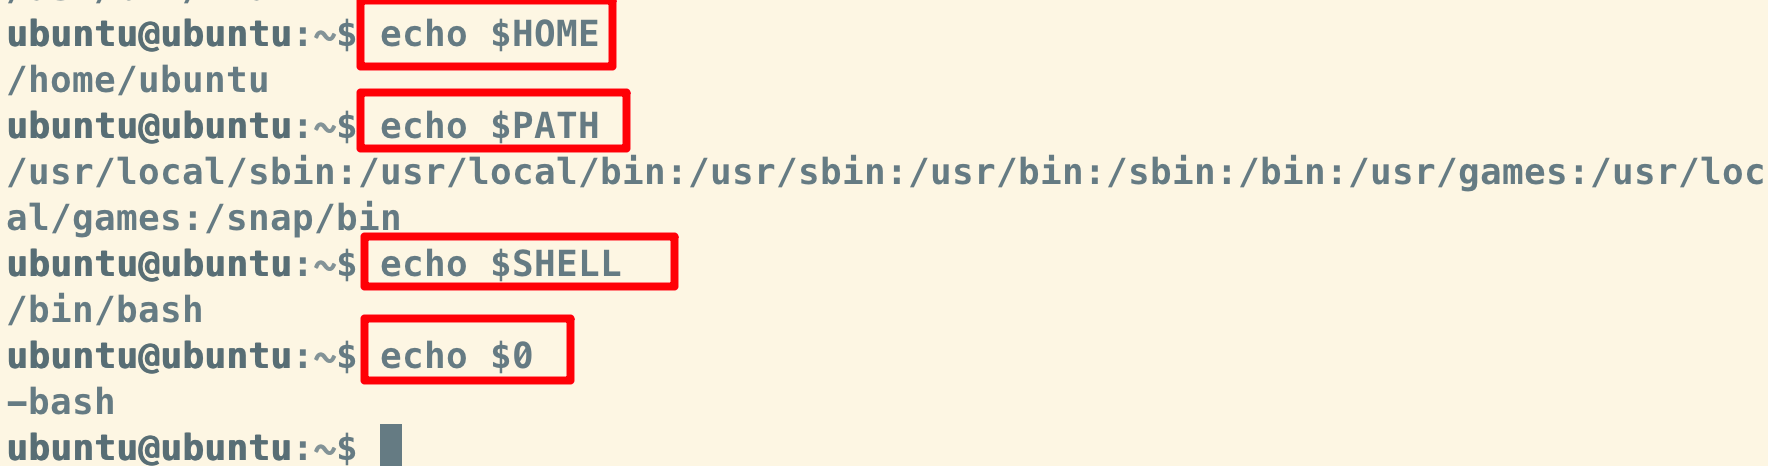 ubuntu@ubuntu:~$ echo $HOME
/home/ubuntu
ubuntu@ubuntu:~$ echo $PATH
/usr/local/sbin:/usr/local/bin:/usr/sbin:/usr/bin:/sbin:/bin:/usr/games:/usr/loc
al/games:/snap/bin
ubuntu@ubuntu:~$ echo $SHELL
/bin/bash
ubuntu@ubuntu:~$ echo $0
-bash
ubuntu@ubuntu:~$